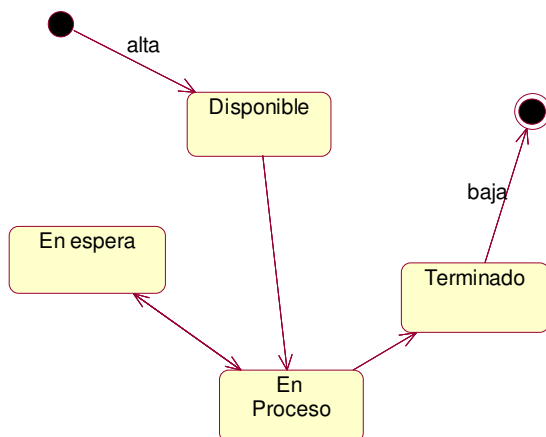 alta
Disponible
baja
En espera
Terminado
En
Proceso